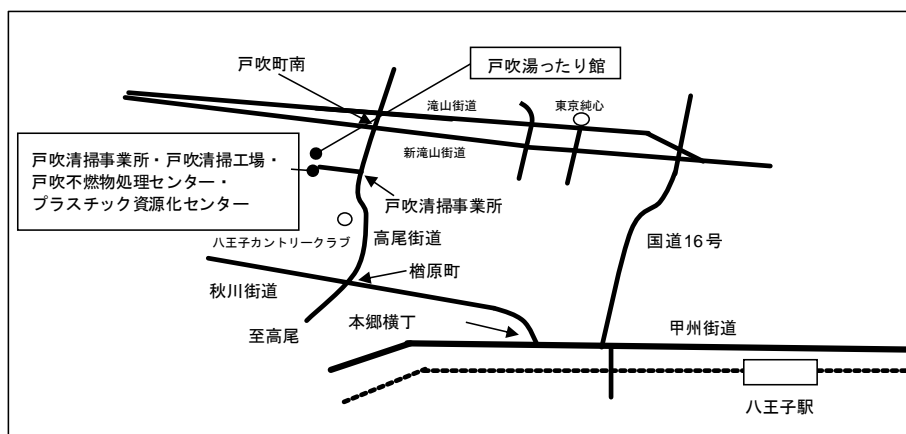 戸吹町南
戸吹湯ったり館
滝山街道
東京純心
新滝山街道
戸吹清掃事業所・戸吹清掃工場・
戸吹不燃物処理センター・
プラスチック資源化センター
戸吹清掃事業所
八王子カントリークラブ
高尾街道
国道16号
楢原町
秋川街道
本郷横丁
甲州街道
至高尾
八王子駅